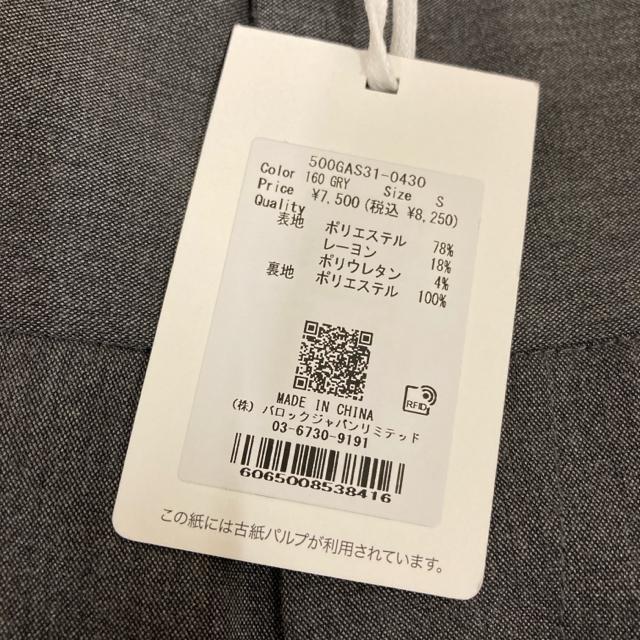 500GAS31-0430
Color 160 GRY Size S
Price ¥7,500(税込 ¥8,250)
Quality
表地 ポリエステル 78%
レーヨン 18%
ポリウレタン 4%
裏地 ポリエステル 100%
RFID
MADE IN CHINA
(株) バロックジャパンリミテッド
03-6730-9191
6065008538416
この紙には古紙パルプが利用されています。